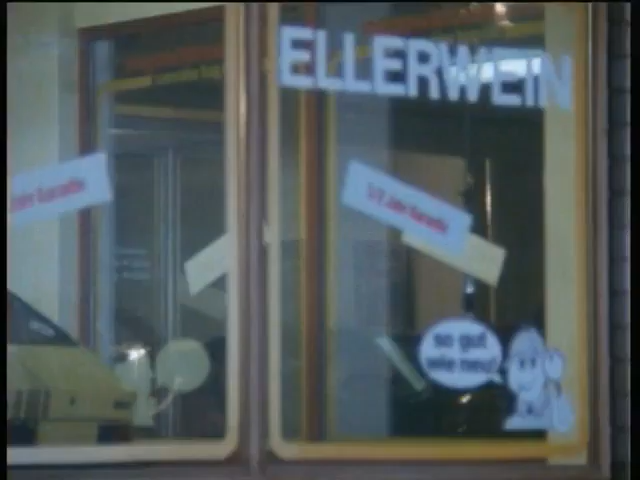 ELLERWEIN
Jahr Garantie
1/2 Jahr Garantie
so gut
wie neu!